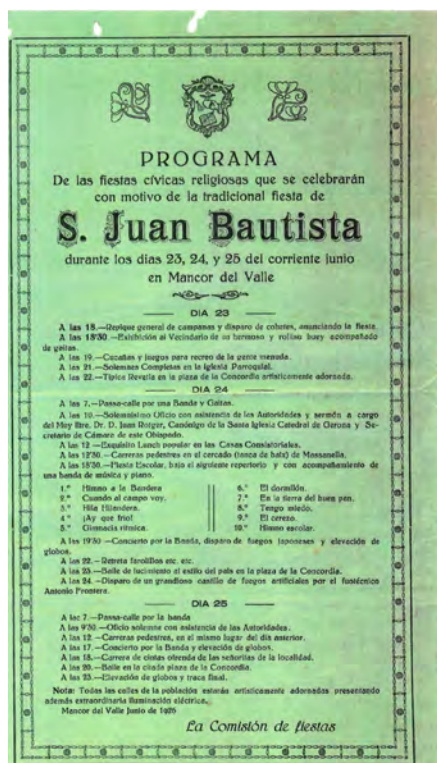 PROGRAMA
De las fiestas cívicas religiosas que se celebrarán
con motivo de la tradicional fiesta de
S. Juan Bautista
durante los días 23, 24, y 25 del corriente junio
en Mancor del Valle
DIA 23
A las 18.—Repique general de campanas y disparo de cohetes, anunciando la fiesta.
A las 18'30.—Exhibición al Vecindario de un hermoso y rollizo buey acompañado
de gaitas.
A las 19.—Cucañas y juegos para recreo de la gente menuda.
A las 21.—Solemnes Completas en la Iglesia Parroquial.
A las 22.—Típica Revetla en la plaza de la Concordia artísticamente adornada.
DIA 24
A las 7.—Passa-calle por una Banda y Gaitas.
A las 10.—Solemnísimo Oficio con asistencia de las Autoridades y sermón a cargo
del Muy Iltre. Dr. D. Juan Rotger, Canónigo de la Santa Iglesia Catedral de Gerona y Se-
cretario de Cámara de este Obispado.
A las 12 —Exquisito Lunch popular en las Casas Consistoriales.
A las 12'30.—Carreras pedestres en el cercado (tanca de baix) de Massanella.
A las 18'30.—Fiesta Escolar, bajo el siguiente repertorio y con acompañamiento de
una banda de música y piano.
1.º Himno a la Bandera
2.º Cuando al campo voy.
3.º Hila Hilandera.
4.º ¡Ay que frío!
5.º Gimnacia rítmica.
6.º El dormilón.
7.º En la tierra del buen pan.
8.º Tengo miedo.
9.º El cerezo.
10.º Himno escolar.
A las 19'30 —Concierto por la Banda, disparo de fuegos japoneses y elevación de
globos.
A las 22.—Retreta farolillos etc. etc.
A las 23.—Baile de lucimiento al estilo del país en la plaza de la Concordia.
A las 24.—Disparo de un grandioso castillo de fuegos artificiales por el
Antonio Frontera.
DIA 25
A las 7.—Passa-calle por la banda
A las 9'30.—Oficio solemne con asistencia de las Autoridades.
A las 12.—Carreras pedestres, en el mismo lugar del día anterior.
A las 17.—Concierto por la Banda y elevación de globos.
A las 18.—Carrera de cintas ofrenda de las señoritas de la localidad.
A las 20.—Baile en la citada plaza de la Concordia.
A las 23.—Elevación de globos y traca final.
Nota: Todas las calles de la población estarán artísticamente adornadas presentando
además extraordinaria iluminación eléctrica.
Mancor del Valle Junio de 1926
La Comisión de fiestas